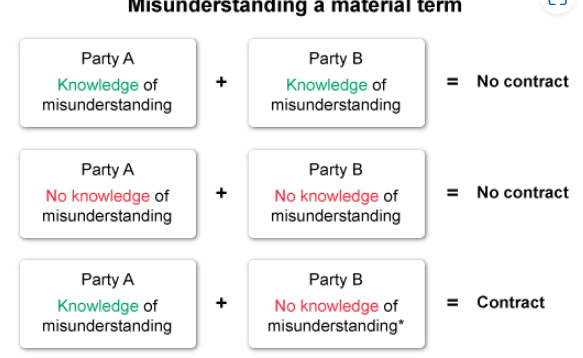 Misunderstanding a material term
Party A
Knowledge of
misunderstanding
+
Party B
Knowledge of
misunderstanding
= No contract
Party A
No knowledge of
misunderstanding
+
Party B
No knowledge of
misunderstanding
= No contract
Party A
Knowledge of
misunderstanding
+
Party B
No knowledge of
misunderstanding*
= Contract